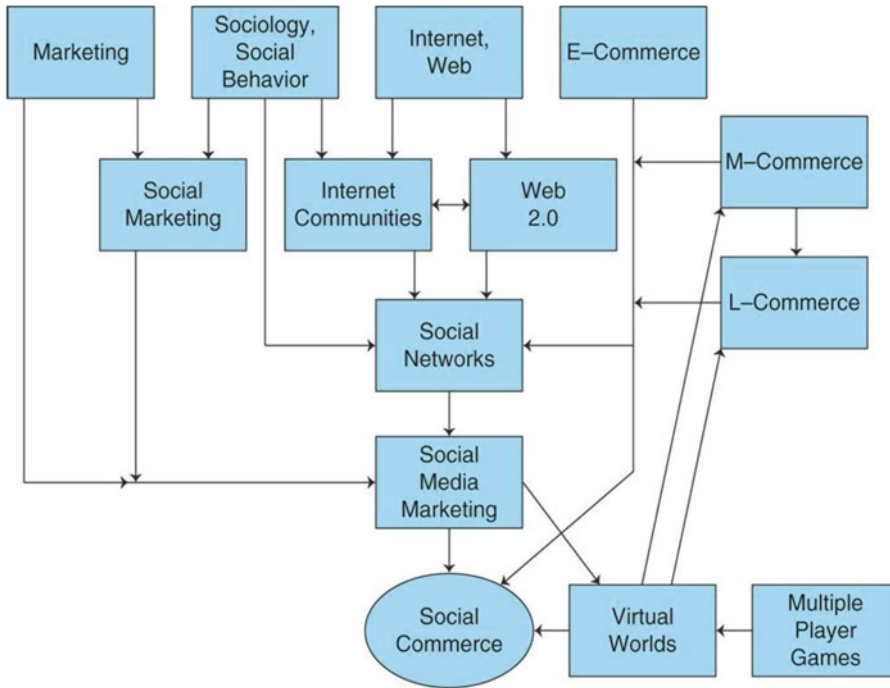 Marketing
Sociology,
Social
Behavior
Internet,
Web
E–Commerce
M–Commerce
Social
Marketing
Internet
Communities
Web
2.0
L–Commerce
Social
Networks
Social
Media
Marketing
Social
Commerce
Virtual
Worlds
Multiple
Player
Games